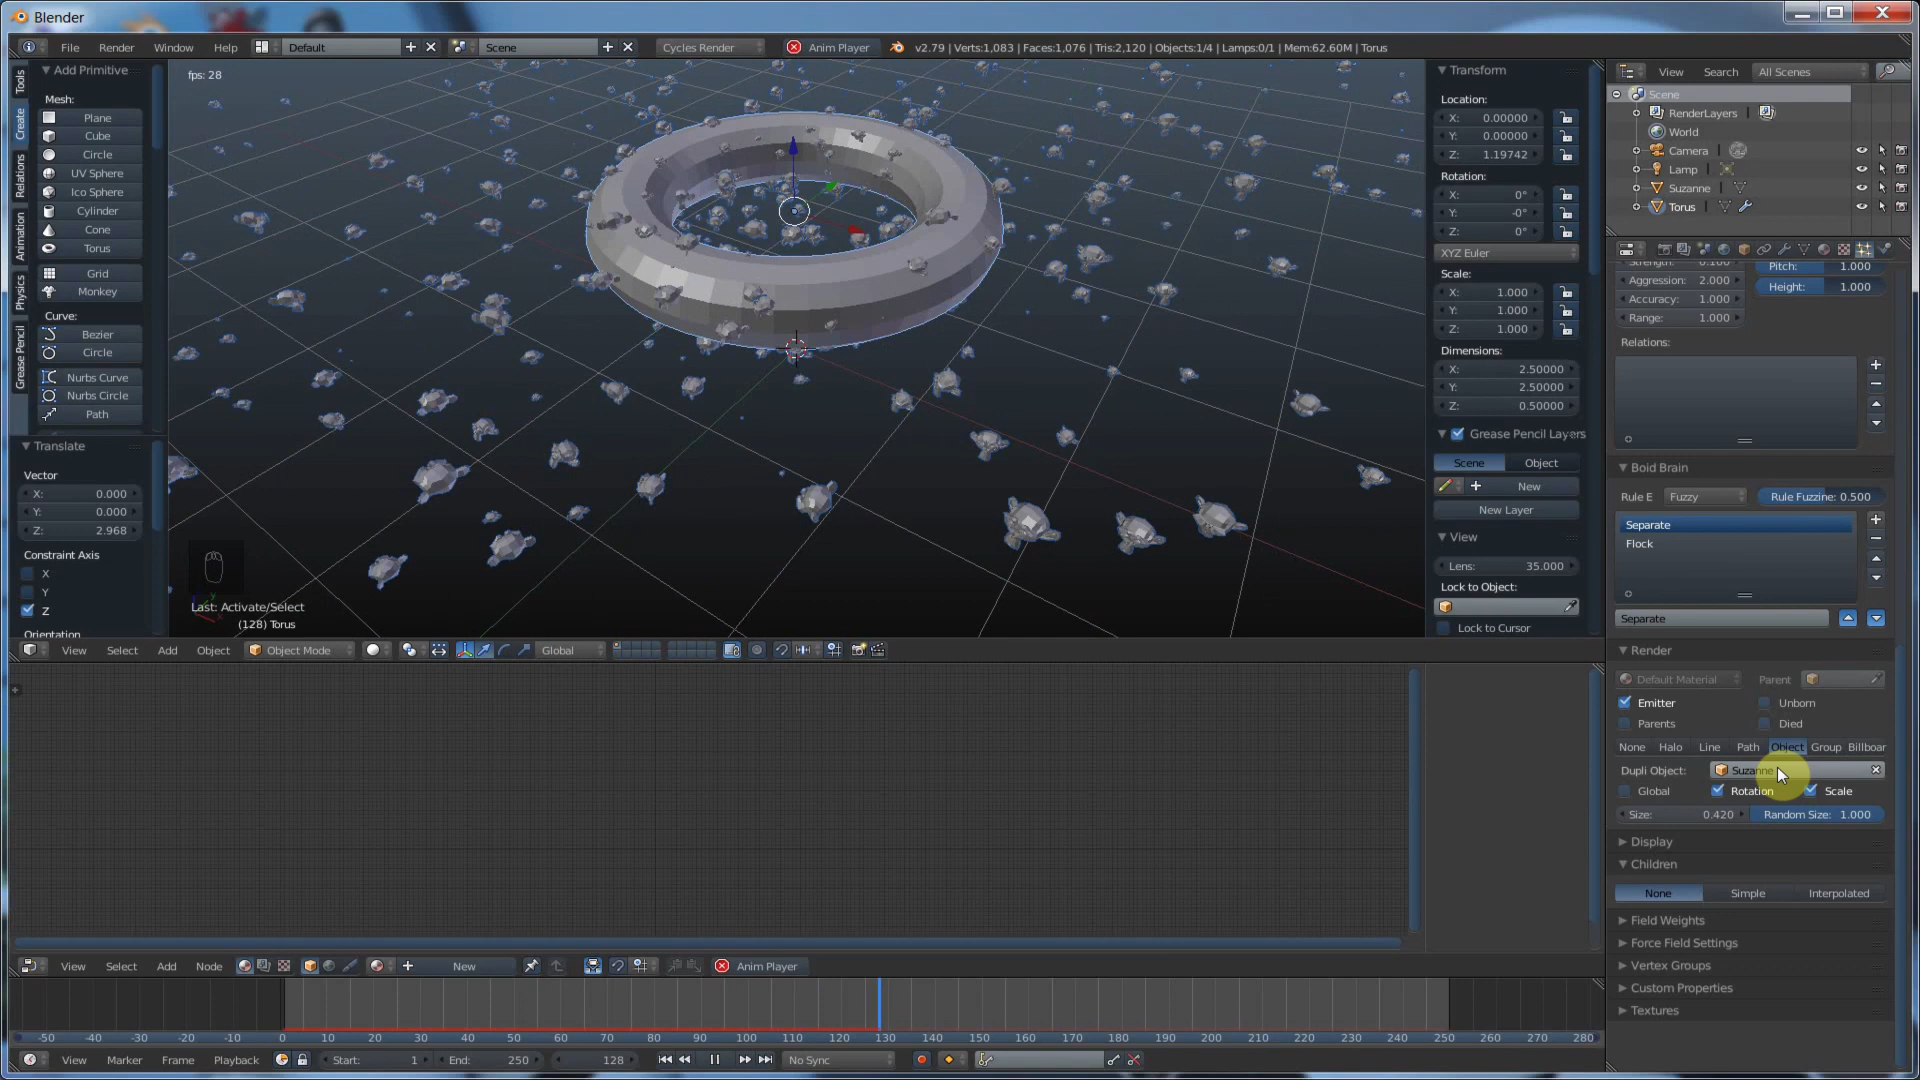 Blender
File Render Window Help Default Scene Cycles Render Anim Player v2.79 | Verts:1,083 | Faces:1,076 | Tris:2,120 | Objects:1/4 | Lamps:0/1 | Mem:62.60M | Torus
Tools
Create
Relations
Animation
Physics
Grease Pencil
Add Primitive
Mesh:
Plane
Cube
Circle
UV Sphere
Ico Sphere
Cylinder
Cone
Torus
Grid
Monkey
Curve:
Bezier
Circle
Nurbs Curve
Nurbs Circle
Path
Translate
Vector
X: 0.000
Y: 0.000
Z: 2.968
Constraint Axis
X
Y
Z
Orientation
fps: 28
Last: Activate/Select
(128) Torus
Transform
Location:
X: 0.00000
Y: 0.00000
Z: 1.19742
Rotation:
X: 0°
Y: -0°
Z: 0°
XYZ Euler
Scale:
X: 1.000
Y: 1.000
Z: 1.000
Dimensions:
X: 2.50000
Y: 2.50000
Z: 0.50000
Grease Pencil Layers
Scene Object
New
New Layer
View
Lens: 35.000
Lock to Object:
Lock to Cursor
View Search All Scenes
Scene
RenderLayers
World
Camera
Lamp
Suzanne
Torus
Strength: 0.100 Pitch: 1.000
Aggression: 2.000 Height: 1.000
Accuracy: 1.000
Range: 1.000
Relations:
Boid Brain
Rule E Fuzzy Rule Fuzzine: 0.500
Separate
Flock
Separate
Render
Default Material Parent
Emitter Unborn
Parents Died
None Halo Line Path Object Group Billboar
Dupli Object: Suzanne
Global Rotation Scale
Size: 0.420 Random Size: 1.000
Display
Children
None Simple Interpolated
Field Weights
Force Field Settings
Vertex Groups
Custom Properties
Textures
View Select Add Object Object Mode Global
View Select Add Node New Anim Player
-50 -40 -30 -20 -10 0 10 20 30 40 50 60 70 80 90 100 110 120 130 140 150 160 170 180 190 200 210 220 230 240 250 260 270 280
View Marker Frame Playback Start: 1 End: 250 128 No Sync